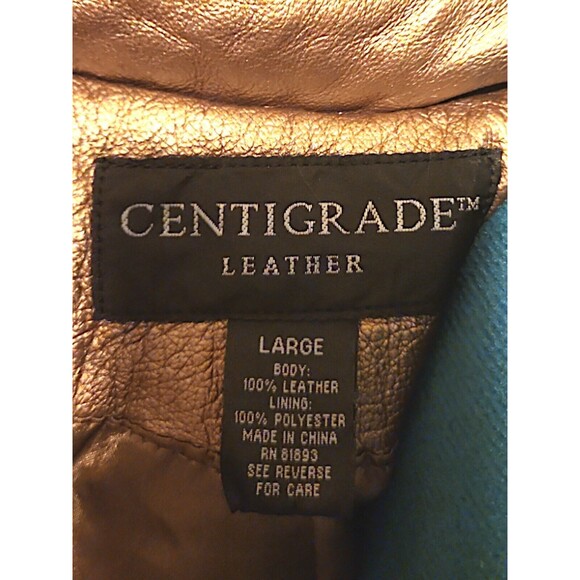 CENTIGRADE™
LEATHER
LARGE
BODY:
100% LEATHER
LINING:
100% POLYESTER
MADE IN CHINA
RN 81893
SEE REVERSE
FOR CARE